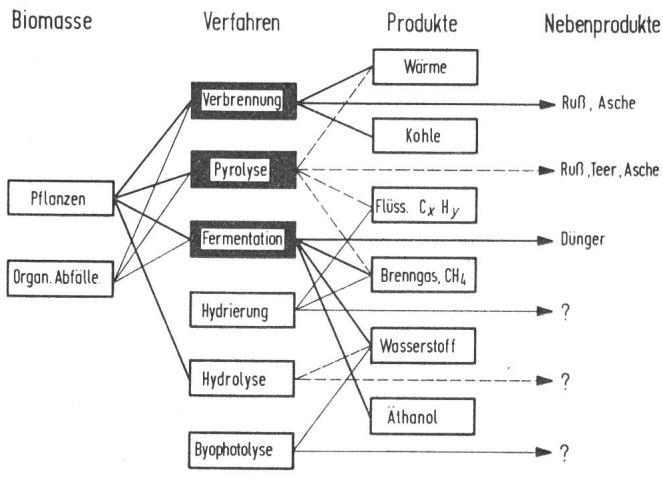 Biomasse Verfahren Produkte Nebenprodukte
Wärme
Verbrennung Ruß, Asche
Kohle
Pyrolyse Ruß,Teer,Asche
Pflanzen Flüss. CxHy
Fermentation Dünger
Organ. Abfälle Brenngas, CH4
Hydrierung ?
Wasserstoff
Hydrolyse ?
Äthanol
Byophotolyse ?